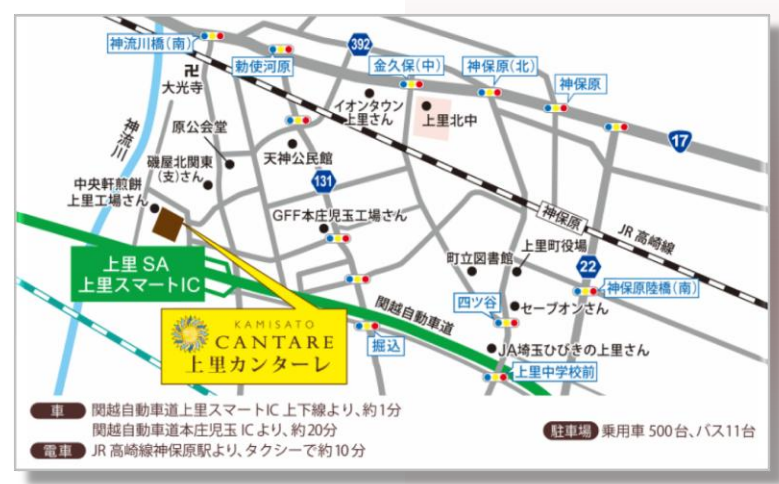 神流川橋(南)
勅使河原
392
金久保(中)
神保原(北)
神保原
卍
大光寺
イオンタウン
上里さん
上里北中
17
神流川
原公会堂
天神公民館
磯屋北関東
(支)さん
131
中央軒煎餅
上里工場さん
GFF本庄児玉工場さん
神保原
JR高崎線
上里SA
上里スマートIC
町立図書館
上里町役場
22
神保原陸橋(南)
関越自動車道
四ツ谷
セーブオンさん
KAMISATO
CANTARE
上里カンターレ
堀込
JA埼玉ひびきの上里さん
上里中学校前
車 関越自動車道上里スマートIC 上下線より、約1分
関越自動車道本庄児玉ICより、約20分
電車 JR高崎線神保原駅より、タクシーで約10分
駐車場 乗用車500台、バス11台